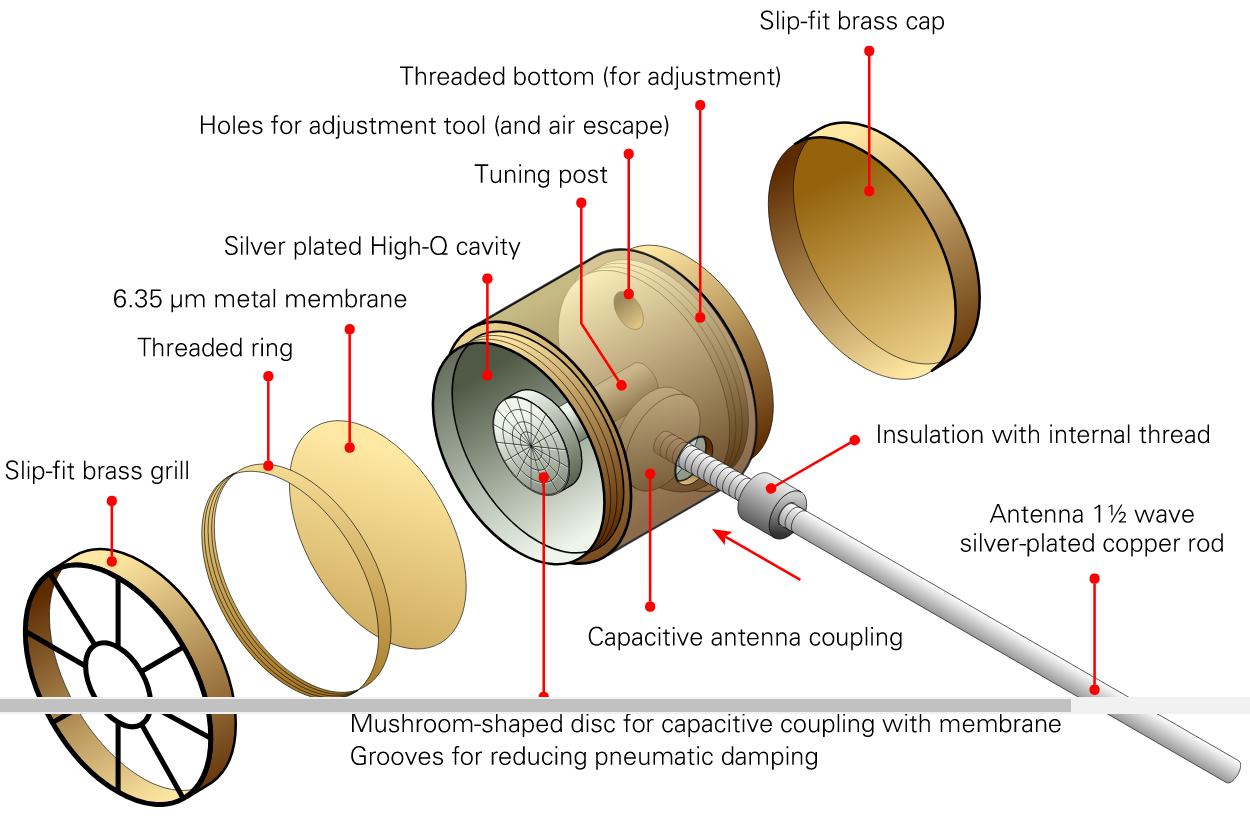 Slip-fit brass cap
Threaded bottom (for adjustment)
Holes for adjustment tool (and air escape)
Tuning post
Silver plated High-Q cavity
6.35 µm metal membrane
Threaded ring
Slip-fit brass grill
Insulation with internal thread
Antenna 1½ wave
silver-plated copper rod
Capacitive antenna coupling
Mushroom-shaped disc for capacitive coupling with membrane
Grooves for reducing pneumatic damping